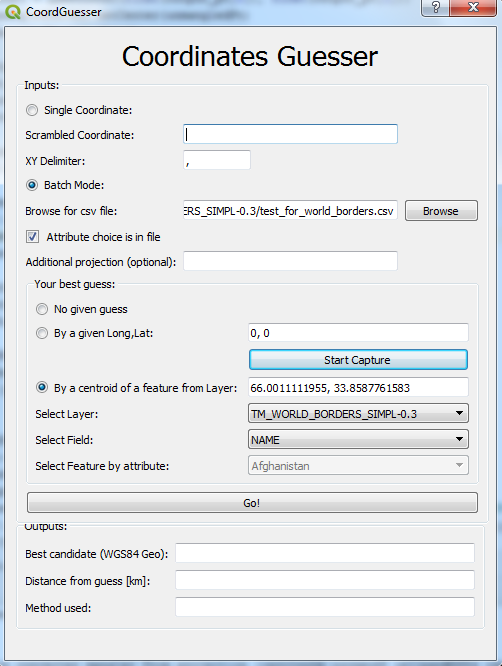 CoordGuesser
Coordinates Guesser
Inputs:
Single Coordinate:
Scrambled Coordinate:
XY Delimiter: ,
Batch Mode:
Browse for csv file: ERS_SIMPL-0.3/test_for_world_borders.csv Browse
Attribute choice is in file
Additional projection (optional):
Your best guess:
No given guess
By a given Long,Lat: 0, 0
Start Capture
By a centroid of a feature from Layer: 66.0011111955, 33.8587761583
Select Layer: TM_WORLD_BORDERS_SIMPL-0.3
Select Field: NAME
Select Feature by attribute: Afghanistan
Go!
Outputs:
Best candidate (WGS84 Geo):
Distance from guess [km]:
Method used: